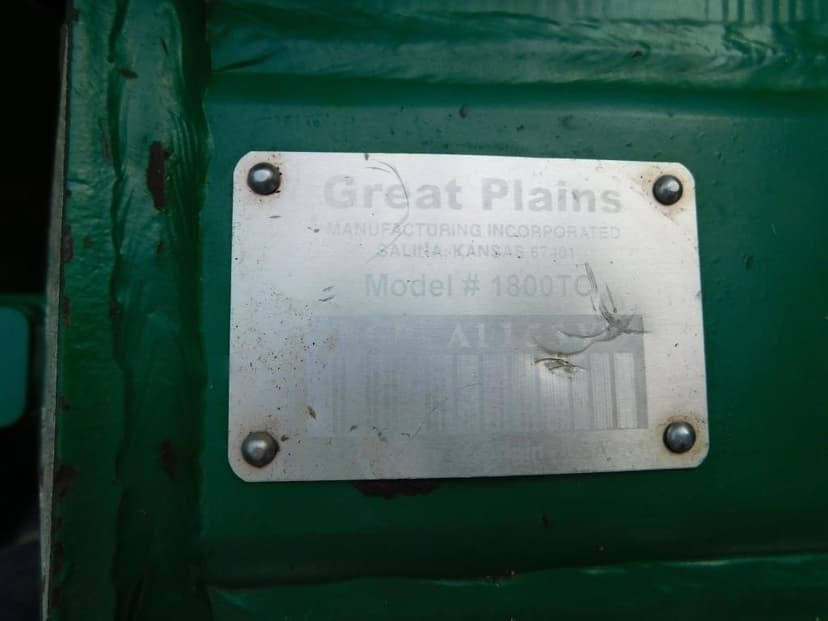 Great Plains
MANUFACTURING INCORPORATED
SALINA, KANSAS 67401
Model # 1800TC